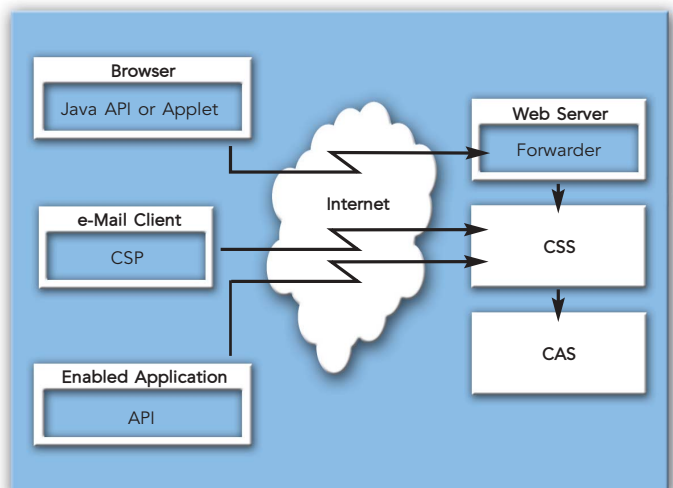 Browser
Java API or Applet
Web Server
Forwarder
Internet
e-Mail Client
CSP
CSS
Enabled Application
API
CAS